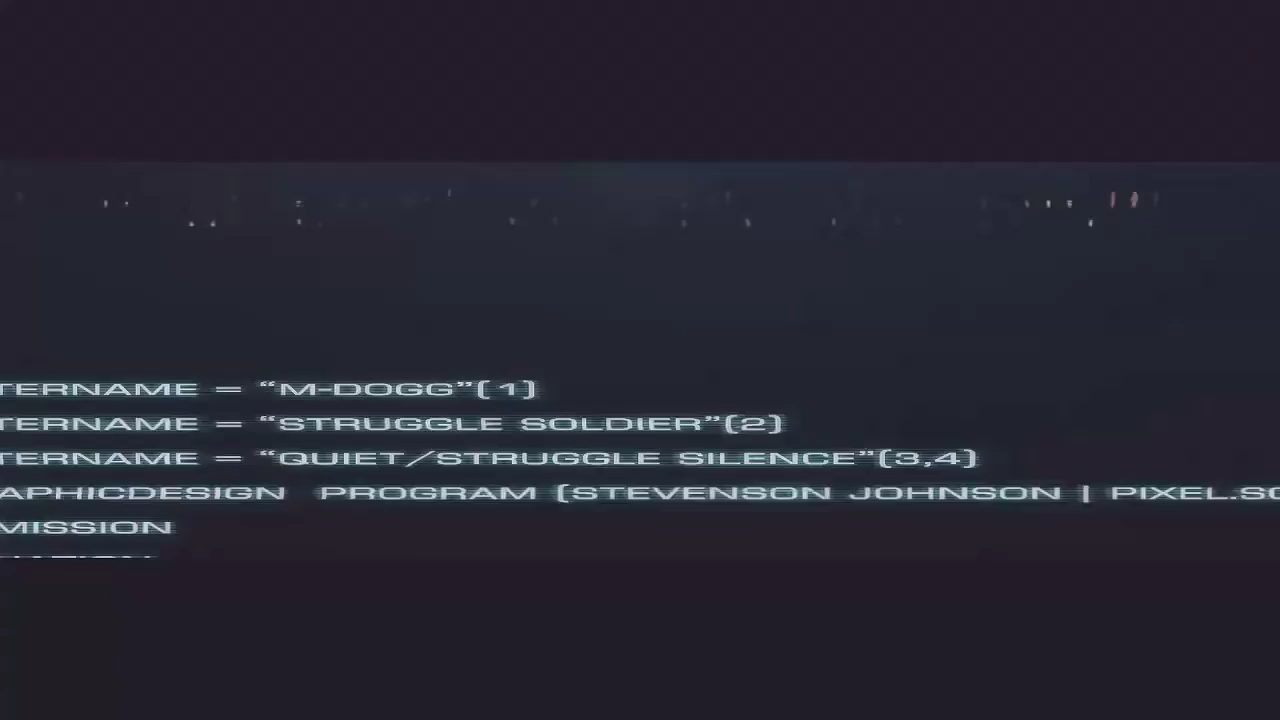 TERNAME = “M-DOGG”(1)
TERNAME = “STRUGGLE SOLDIER”(2)
TERNAME = “QUIET/STRUGGLE SILENCE”(3,4)
APHICDESIGN PROGRAM (STEVENSON JOHNSON | PIXEL.SO
MISSION